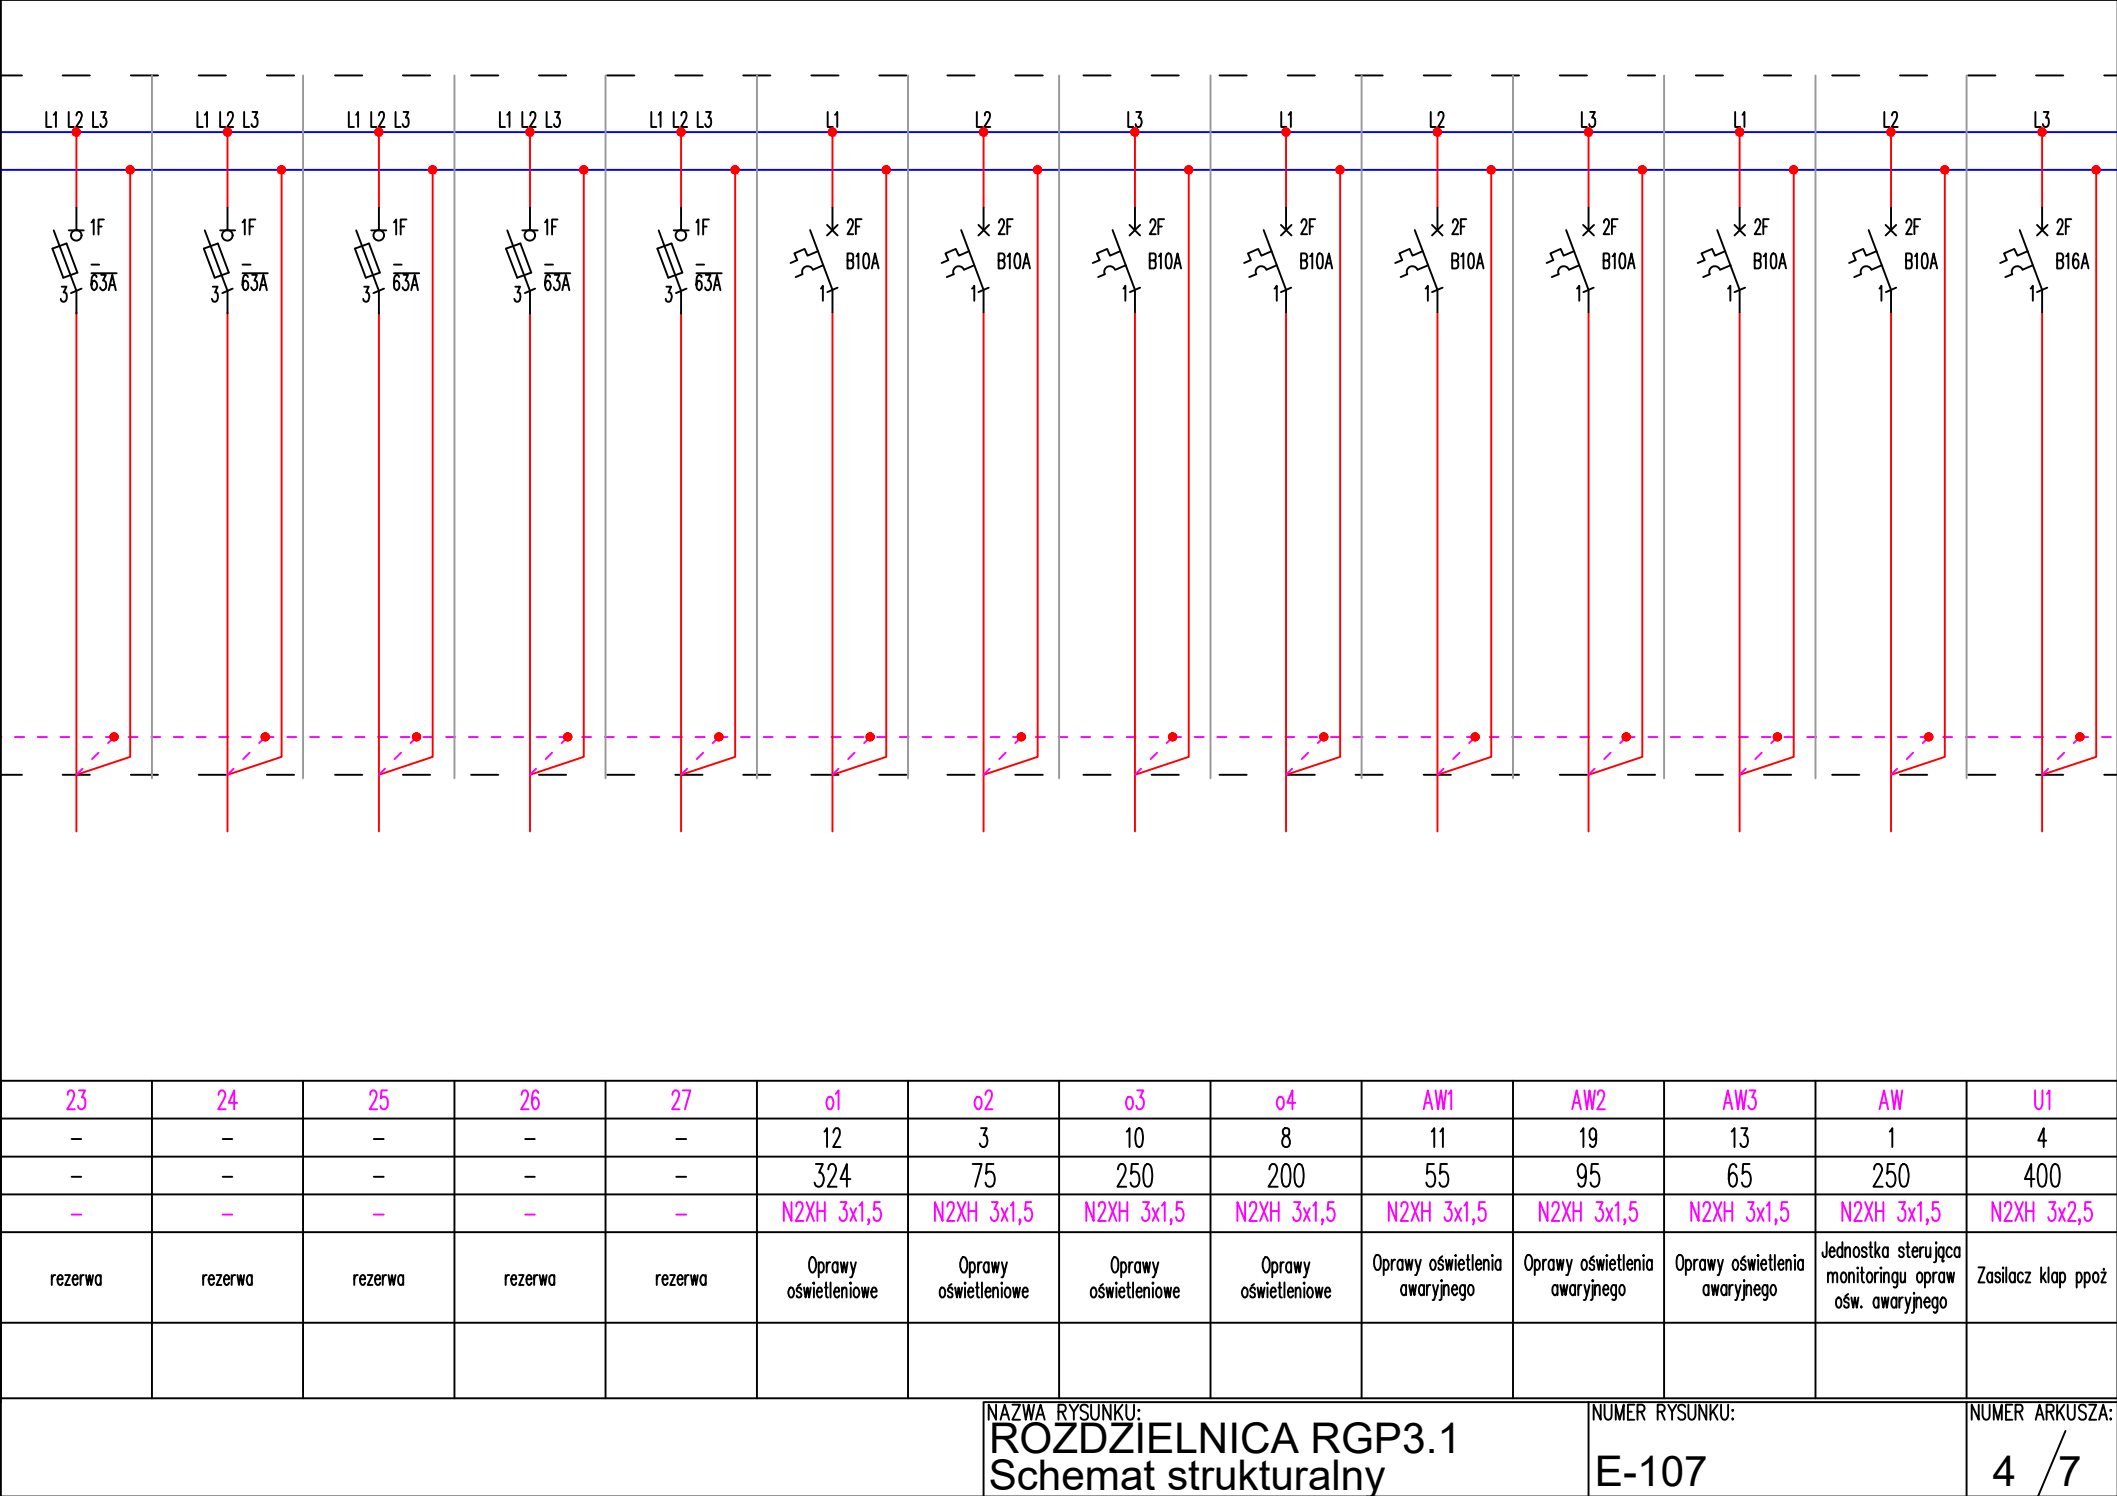 L1 L2 L3 L1 L2 L3 L1 L2 L3 L1 L2 L3 L1 L2 L3 L1 L2 L3 L1 L2 L3 L1 L2 L3
1F 1F 1F 1F 1F 2F 2F 2F 2F 2F 2F 2F 2F 2F
– – – – – B10A B10A B10A B10A B10A B10A B10A B10A B16A
63A 63A 63A 63A 63A
3 3 3 3 3 1 1 1 1 1 1 1 1 1
23 24 25 26 27 o1 o2 o3 o4 AW1 AW2 AW3 AW U1
– – – – – 12 3 10 8 11 19 13 1 4
– – – – – 324 75 250 200 55 95 65 250 400
– – – – – N2XH 3x1,5 N2XH 3x1,5 N2XH 3x1,5 N2XH 3x1,5 N2XH 3x1,5 N2XH 3x1,5 N2XH 3x1,5 N2XH 3x1,5 N2XH 3x2,5
rezerwa
rezerwa
rezerwa
rezerwa
rezerwa
Oprawy
oświetleniowe
Oprawy
oświetleniowe
Oprawy
oświetleniowe
Oprawy
oświetleniowe
Oprawy oświetlenia
awaryjnego
Oprawy oświetlenia
awaryjnego
Oprawy oświetlenia
awaryjnego
Jednostka sterująca
monitoringu opraw
ośw. awaryjnego
Zasilacz klap ppoż
NAZWA RYSUNKU:
ROZDZIELNICA RGP3.1
Schemat strukturalny
NUMER RYSUNKU:
E-107
NUMER ARKUSZA:
4 / 7